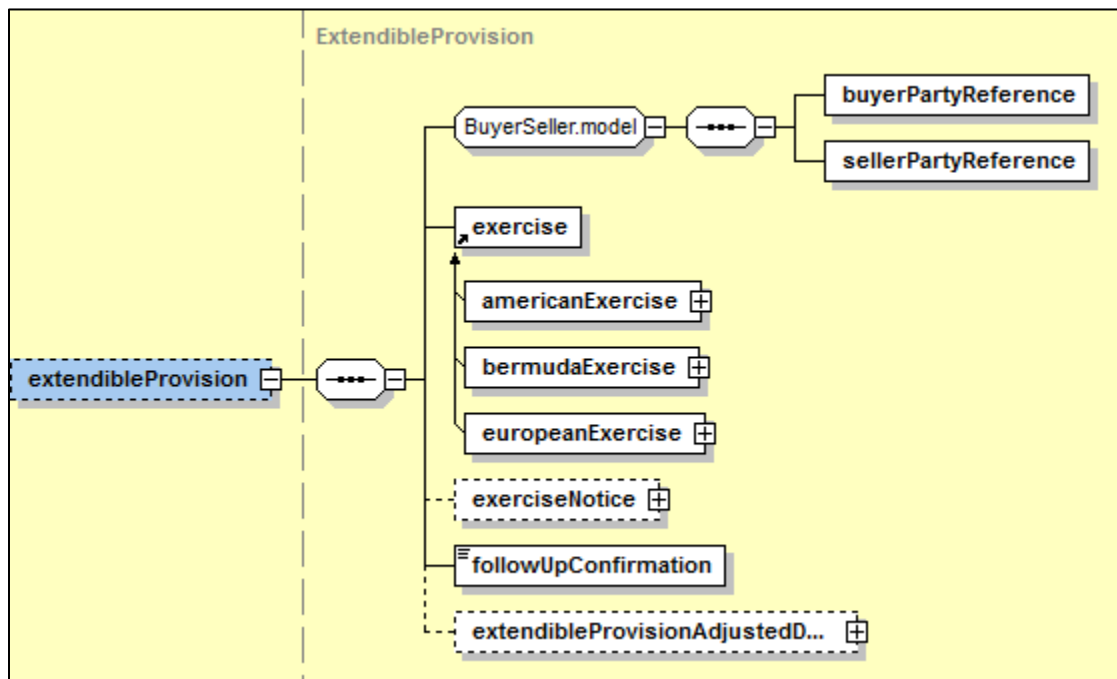 ExtendibleProvision
BuyerSeller.model
buyerPartyReference
sellerPartyReference
exercise
americanExercise
bermudaExercise
extendibleProvision
europeanExercise
exerciseNotice
followUpConfirmation
extendibleProvisionAdjustedD...